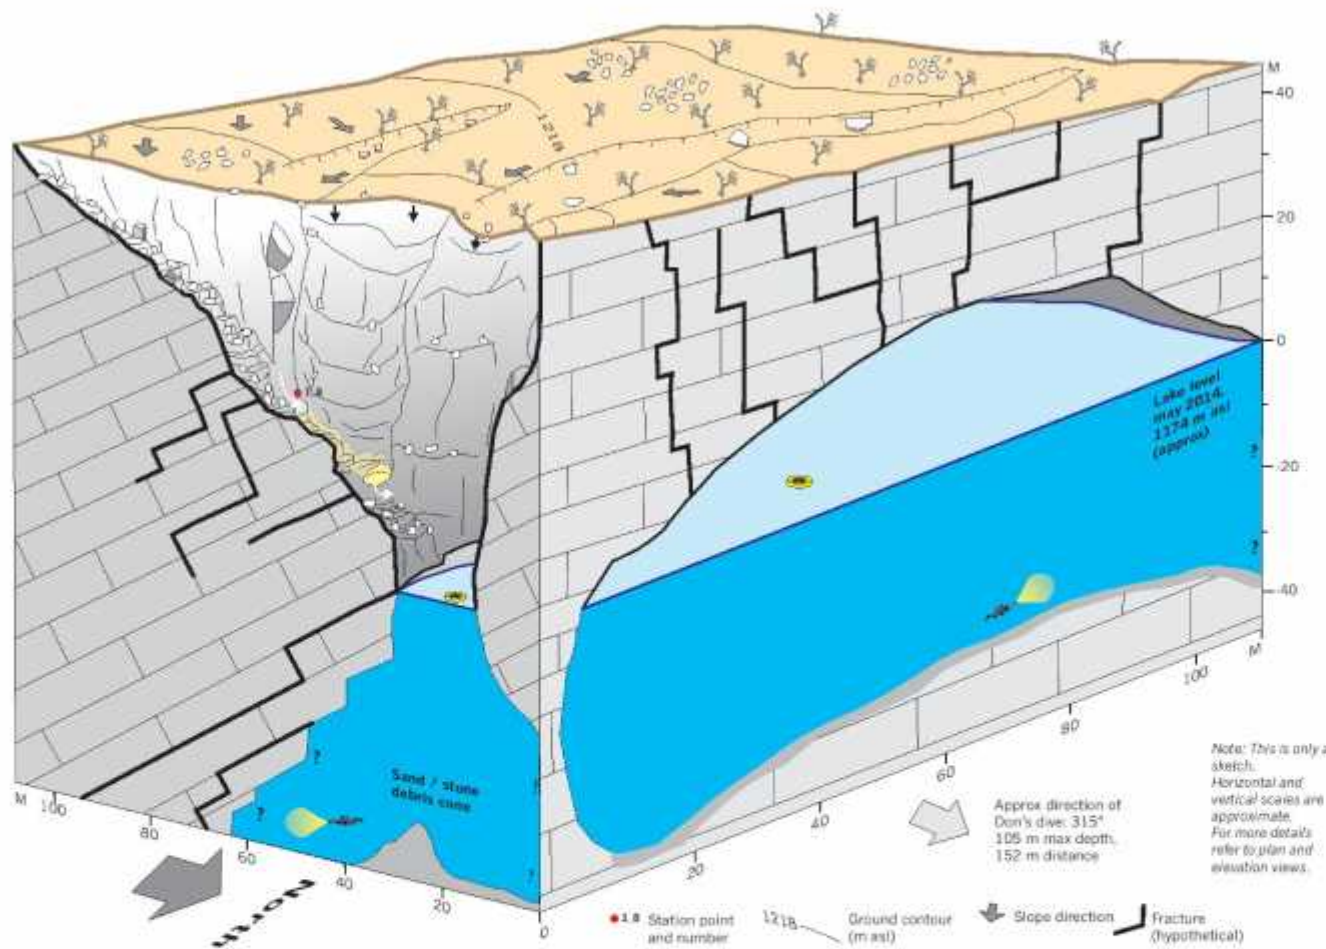 M
40
20
0
-20
-40
M
1218
Lake level
may 2014,
1174 m asl
(approx)
?
?
Sand / stone
debris cone
?
?
?
?
M 100
80
60
40
20
0
20
40
60
80
100
North
Approx direction of
Don's dive: 315°
105 m max depth,
152 m distance
Note: This is only a
sketch.
Horizontal and
vertical scales are
approximate.
For more details
refer to plan and
elevation views.
1 8 Station point
and number
1218
Ground contour
(m asl)
Slope direction
Fracture
(hypothetical)